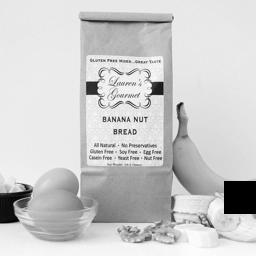 Gluten Free Mixes...Great Taste
Lauren's
Gourmet
BANANA NUT
BREAD
All Natural • No Preservatives
Gluten Free • Soy Free • Egg Free
Casein Free • Yeast Free • Nut Free